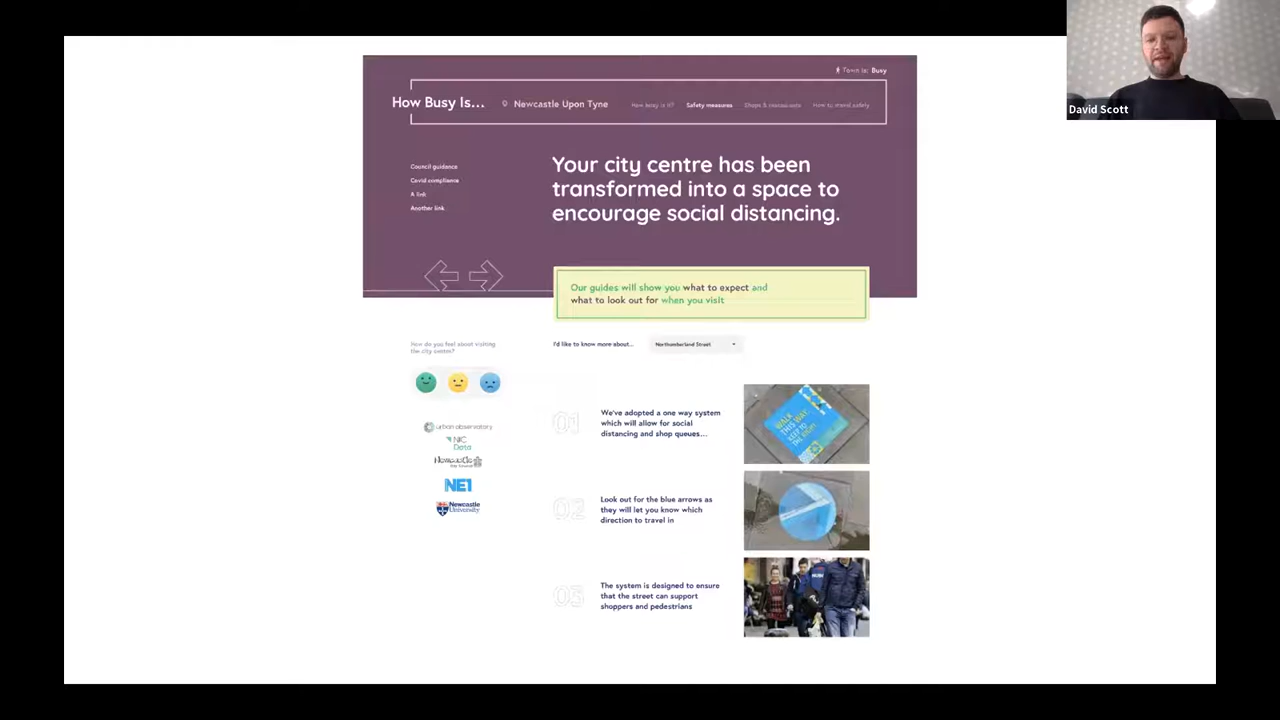 David Scott
Town is: Busy
How Busy Is...
Newcastle Upon Tyne
How busy is it?
Safety measures
Shops & restaurants
How to travel safely
Council guidance
Covid compliance
A link
Another link
Your city centre has been
transformed into a space to
encourage social distancing.
Our guides will show you what to expect and
what to look out for when you visit
How do you feel about visiting
the city centre?
I'd like to know more about...
Northumberland Street
urban observatory
NIC
Data
Newcastle
NE1
Newcastle
University
01
We've adopted a one way system
which will allow for social
distancing and shop queues...
WALK
THIS WAY.
KEEP TO
THE RIGHT
02
Look out for the blue arrows as
they will let you know which
direction to travel in
03
The system is designed to ensure
that the street can support
shoppers and pedestrians